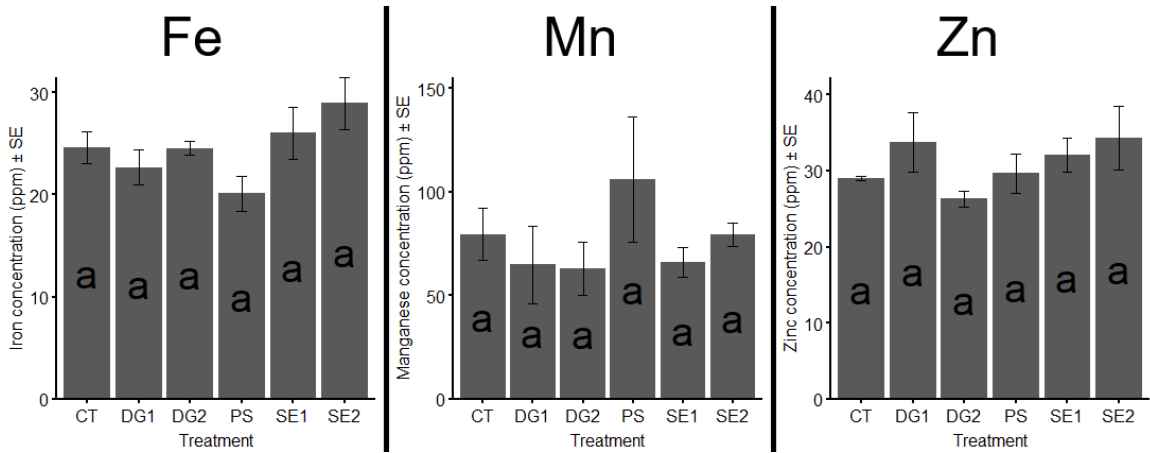 Fe
Iron concentration (ppm) ± SE
30
20
10
0
a a a a a a
CT DG1 DG2 PS SE1 SE2
Treatment
Mn
Manganese concentration (ppm) ± SE
150
100
50
0
a a a a a a
CT DG1 DG2 PS SE1 SE2
Treatment
Zn
Zinc concentration (ppm) ± SE
40
30
20
10
0
a a a a a a
CT DG1 DG2 PS SE1 SE2
Treatment